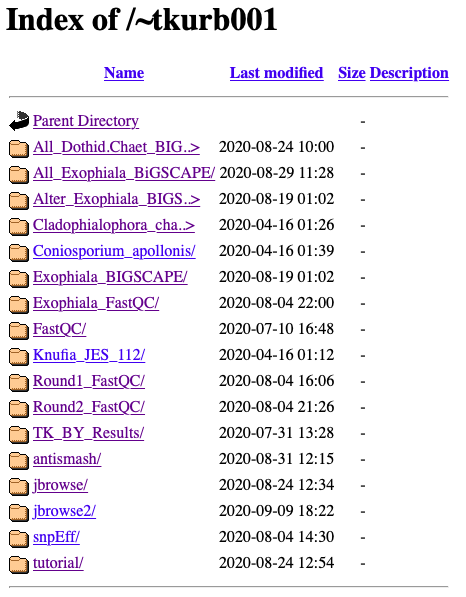 Index of /~tkurb001
Name Last modified Size Description
Parent Directory -
All_Dothid.Chaet_BIG..> 2020-08-24 10:00 -
All_Exophiala_BiGSCAPE/ 2020-08-29 11:28 -
Alter_Exophiala_BIGS..> 2020-08-19 01:02 -
Cladophialophora_cha..> 2020-04-16 01:26 -
Coniosporium_apollonis/ 2020-04-16 01:39 -
Exophiala_BIGSCAPE/ 2020-08-19 01:02 -
Exophiala_FastQC/ 2020-08-04 22:00 -
FastQC/ 2020-07-10 16:48 -
Knufia_JES_112/ 2020-04-16 01:12 -
Round1_FastQC/ 2020-08-04 16:06 -
Round2_FastQC/ 2020-08-04 21:26 -
TK_BY_Results/ 2020-07-31 13:28 -
antismash/ 2020-08-31 12:15 -
jbrowse/ 2020-08-24 12:34 -
jbrowse2/ 2020-09-09 18:22 -
snpEff/ 2020-08-04 14:30 -
tutorial/ 2020-08-24 12:54 -